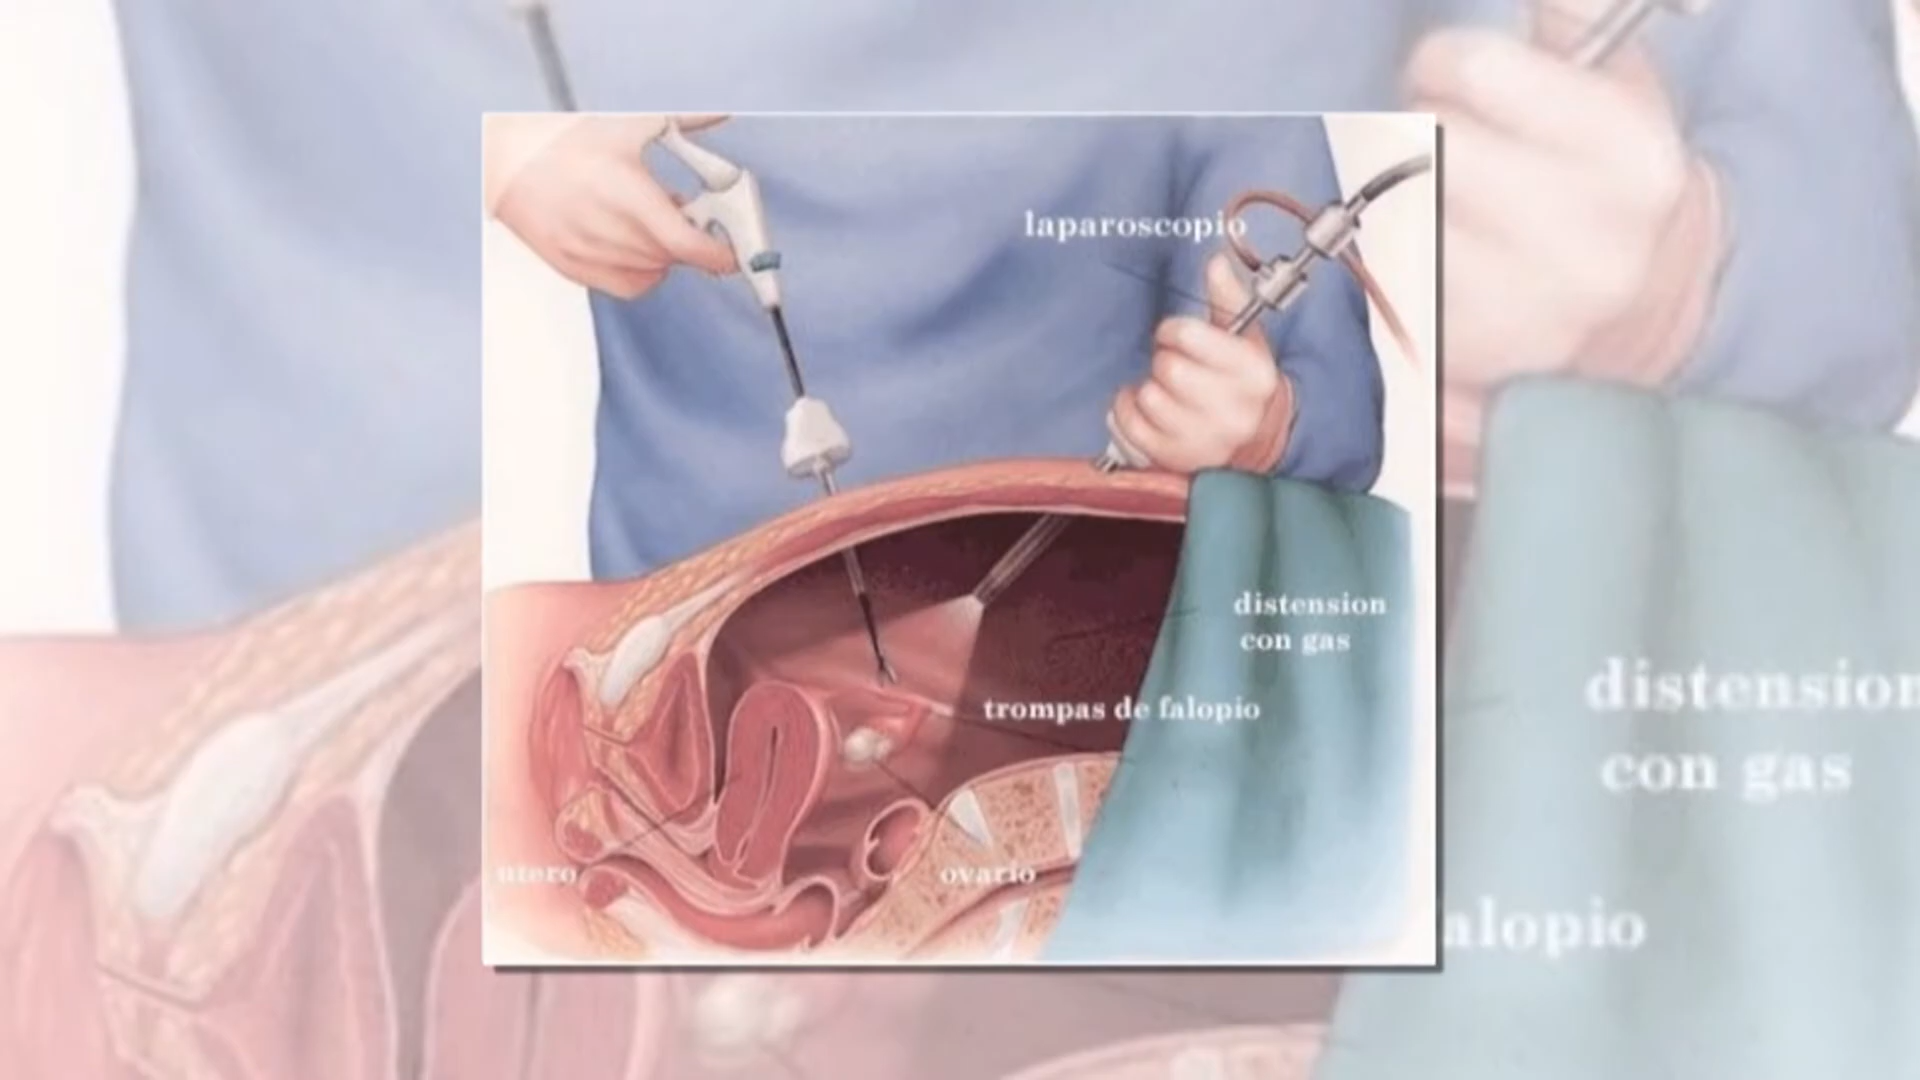 laparoscopio
distension
con gas
trompas de falopio
utero
ovario
distension
con gas
alopio